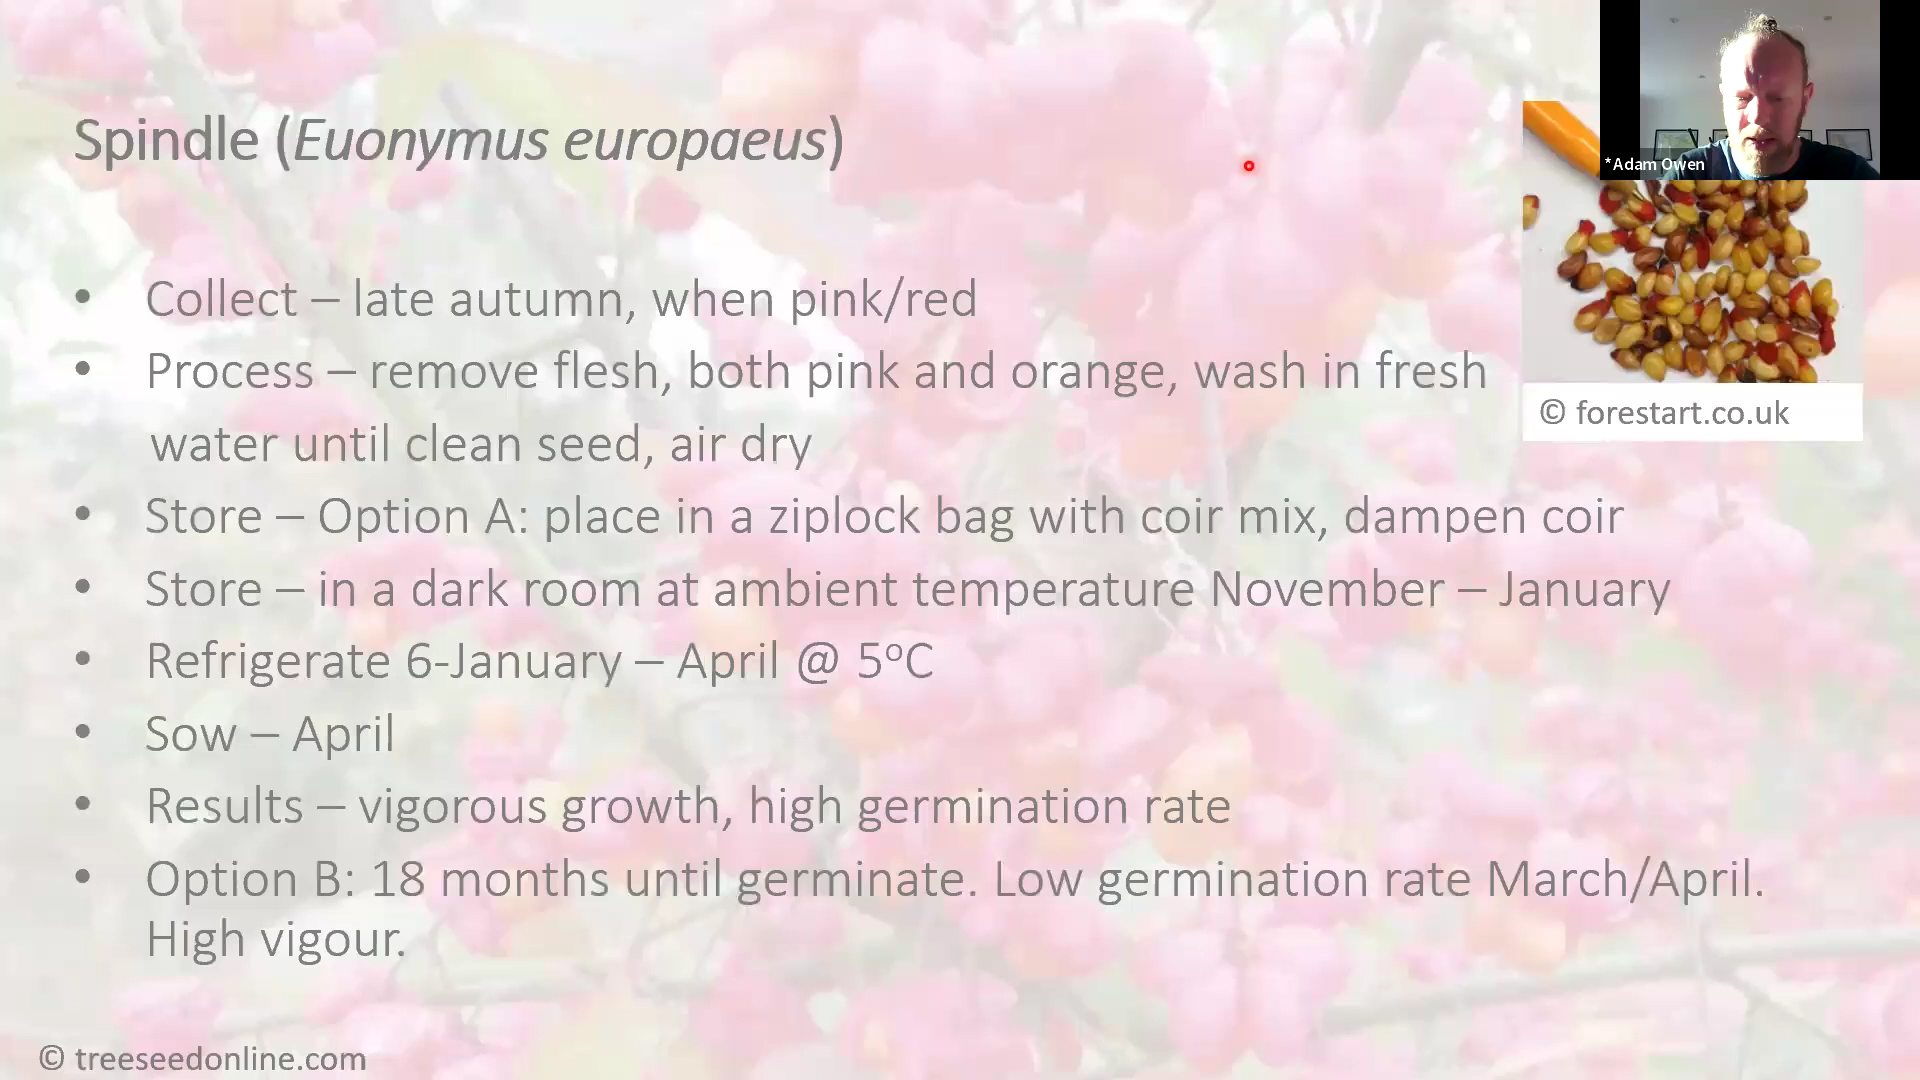 *Adam Owen
Spindle (Euonymus europaeus)
• Collect – late autumn, when pink/red
• Process – remove flesh, both pink and orange, wash in fresh
water until clean seed, air dry
© forestart.co.uk
• Store – Option A: place in a ziplock bag with coir mix, dampen coir
• Store – in a dark room at ambient temperature November – January
• Refrigerate 6-January – April @ 5ºC
• Sow – April
• Results – vigorous growth, high germination rate
• Option B: 18 months until germinate. Low germination rate March/April.
High vigour.
© treeseedonline.com